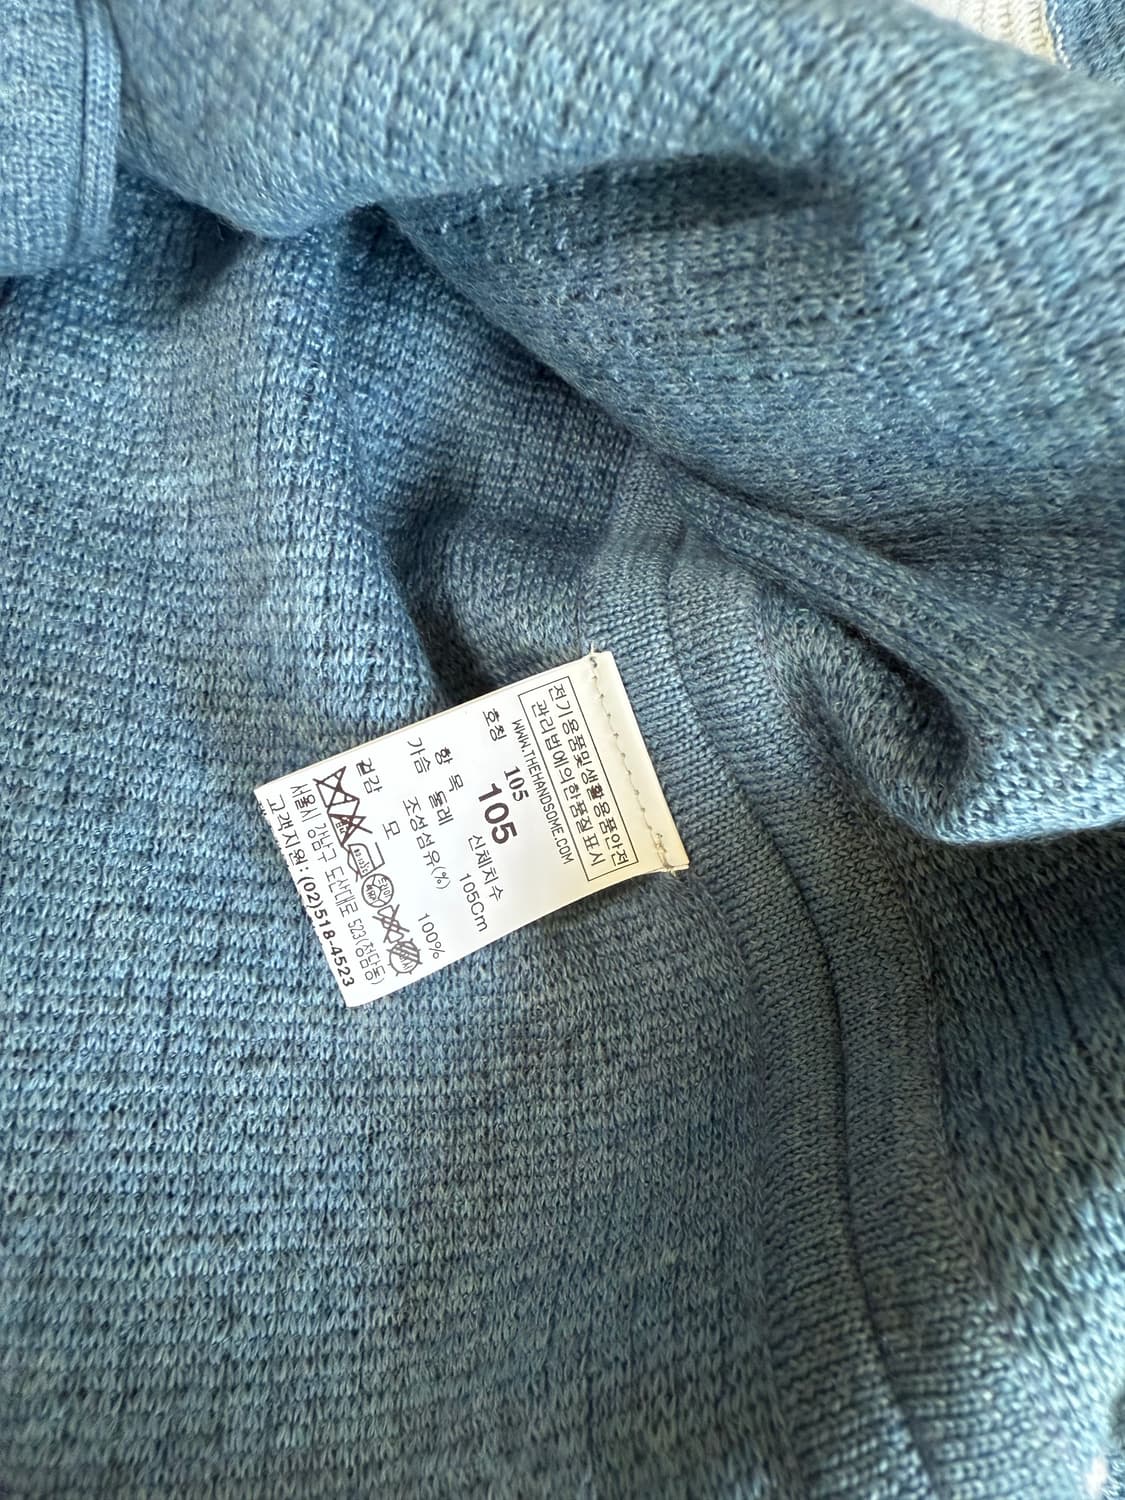 전기용품및생활용품안전
관리법에의한품질표시
WWW.THEHANDSOME.COM
105
호칭 105 신체치수
항목
가슴둘레 105Cm
조성섬유(%)
겉감 모 100%
서울시 강남구 도산대로 523(청담동)
고객지원:(02)518-4523